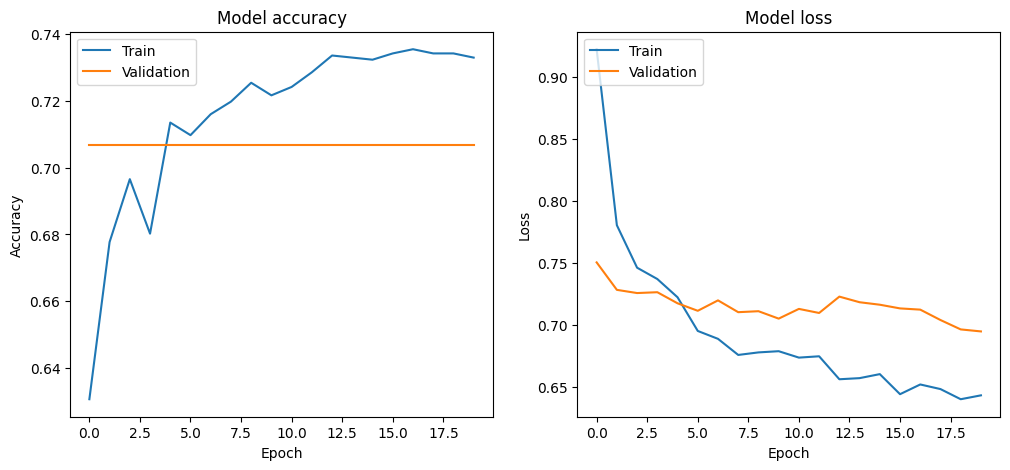 Model accuracy
Train
Validation
0.74
0.72
0.70
0.68
0.66
0.64
Accuracy
0.0 2.5 5.0 7.5 10.0 12.5 15.0 17.5
Epoch
Model loss
Train
Validation
0.90
0.85
0.80
0.75
0.70
0.65
Loss
0.0 2.5 5.0 7.5 10.0 12.5 15.0 17.5
Epoch